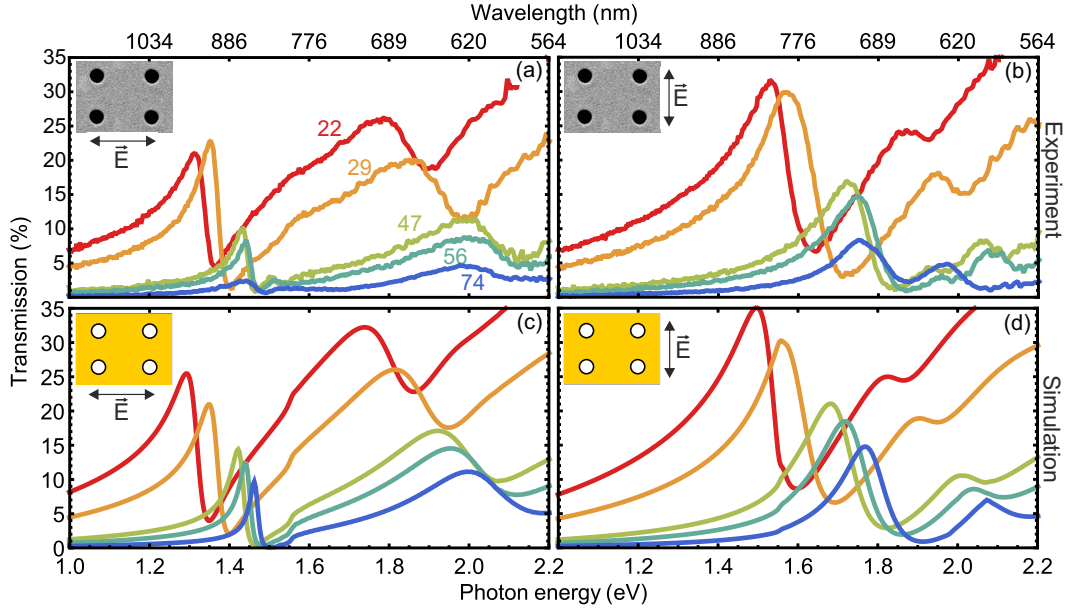 Wavelength (nm)
1034 886 776 689 620 564 1034 886 776 689 620 564
35 (a) (b)
30
25
20
15
10
5
22
29
47
56
74
E
E
Experiment
Transmission (%)
35 (c) (d)
30
25
20
15
10
5
0
E
E
Simulation
1.0 1.2 1.4 1.6 1.8 2.0 2.2 1.2 1.4 1.6 1.8 2.0 2.2
Photon energy (eV)